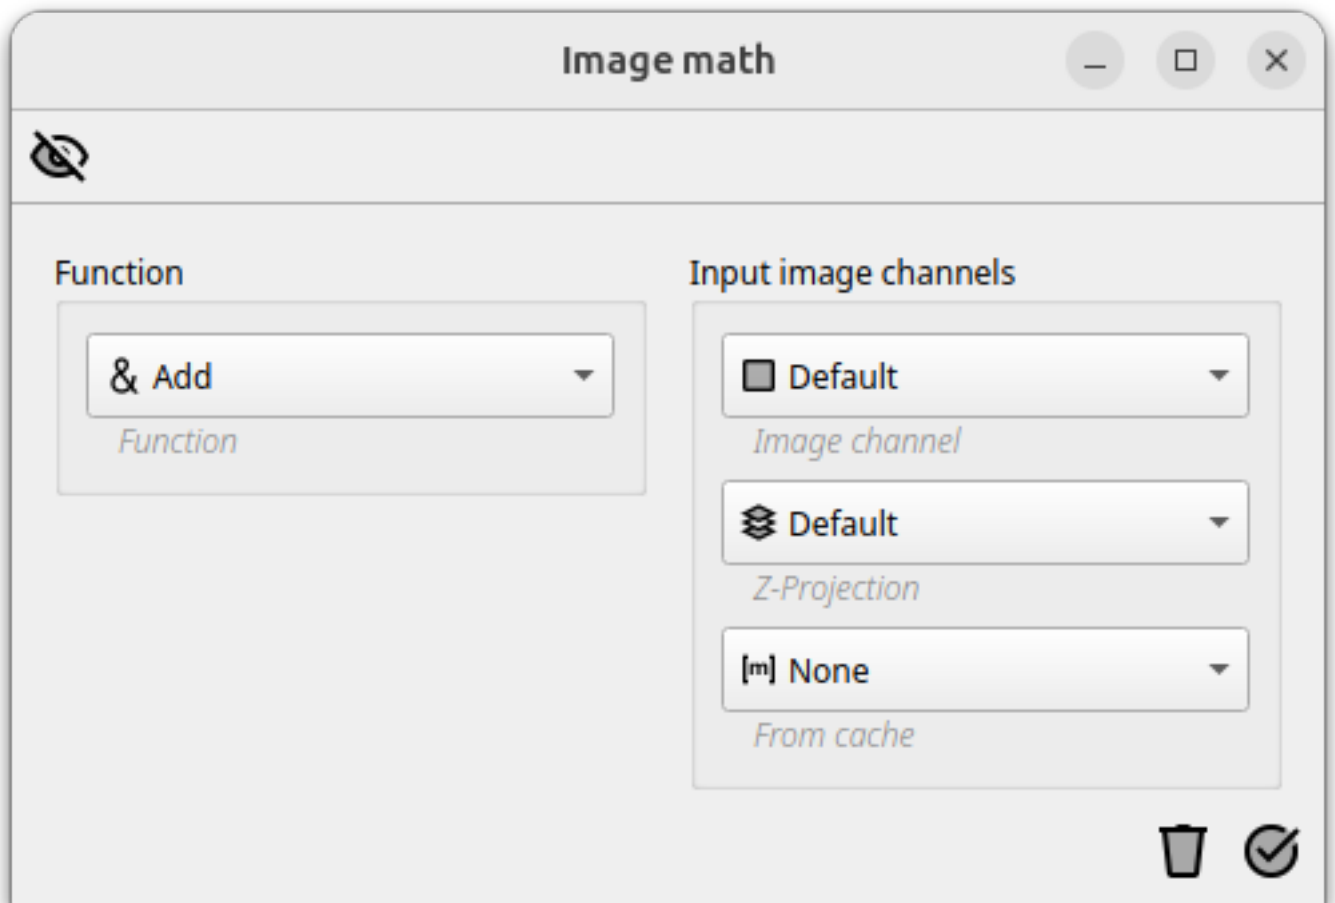 Image math
Function
& Add
Function
Input image channels
Default
Image channel
Default
Z-Projection
[m] None
From cache